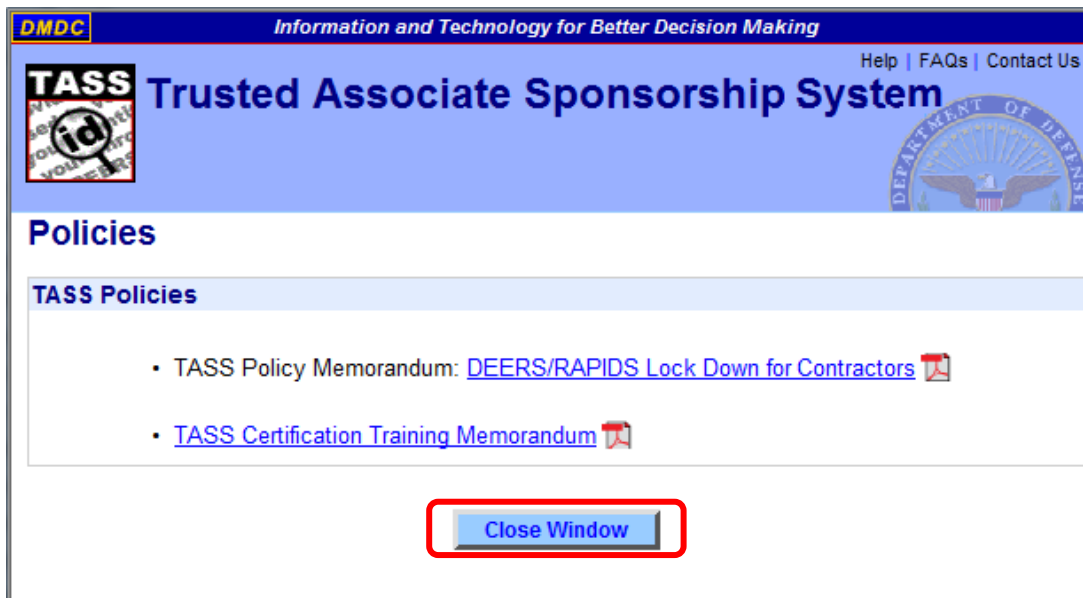 DMDC
Information and Technology for Better Decision Making
Help | FAQs | Contact Us
TASS
id
Trusted Associate Sponsorship System
DEPARTMENT OF DEFENSE
Policies
TASS Policies
• TASS Policy Memorandum: DEERS/RAPIDS Lock Down for Contractors
• TASS Certification Training Memorandum
Close Window